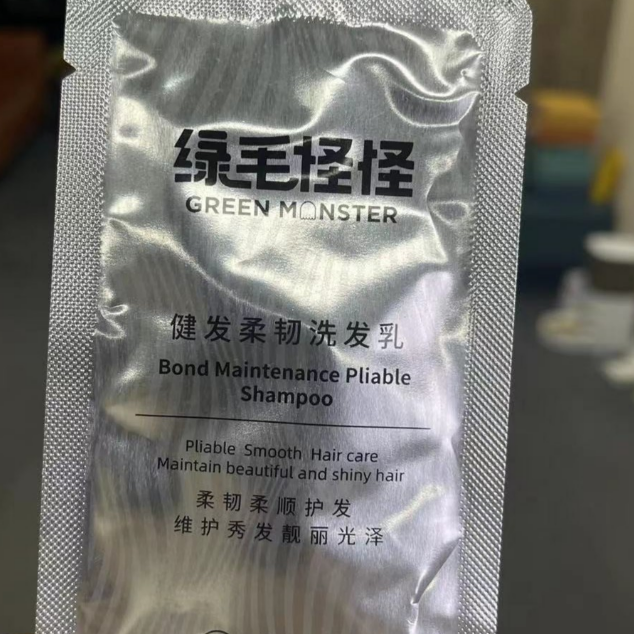 绿毛怪怪
GREEN MONSTER
健发柔韧洗发乳
Bond Maintenance Pliable
Shampoo
Pliable Smooth Hair care
Maintain beautiful and shiny hair
柔韧柔顺护发
维护秀发靓丽光泽